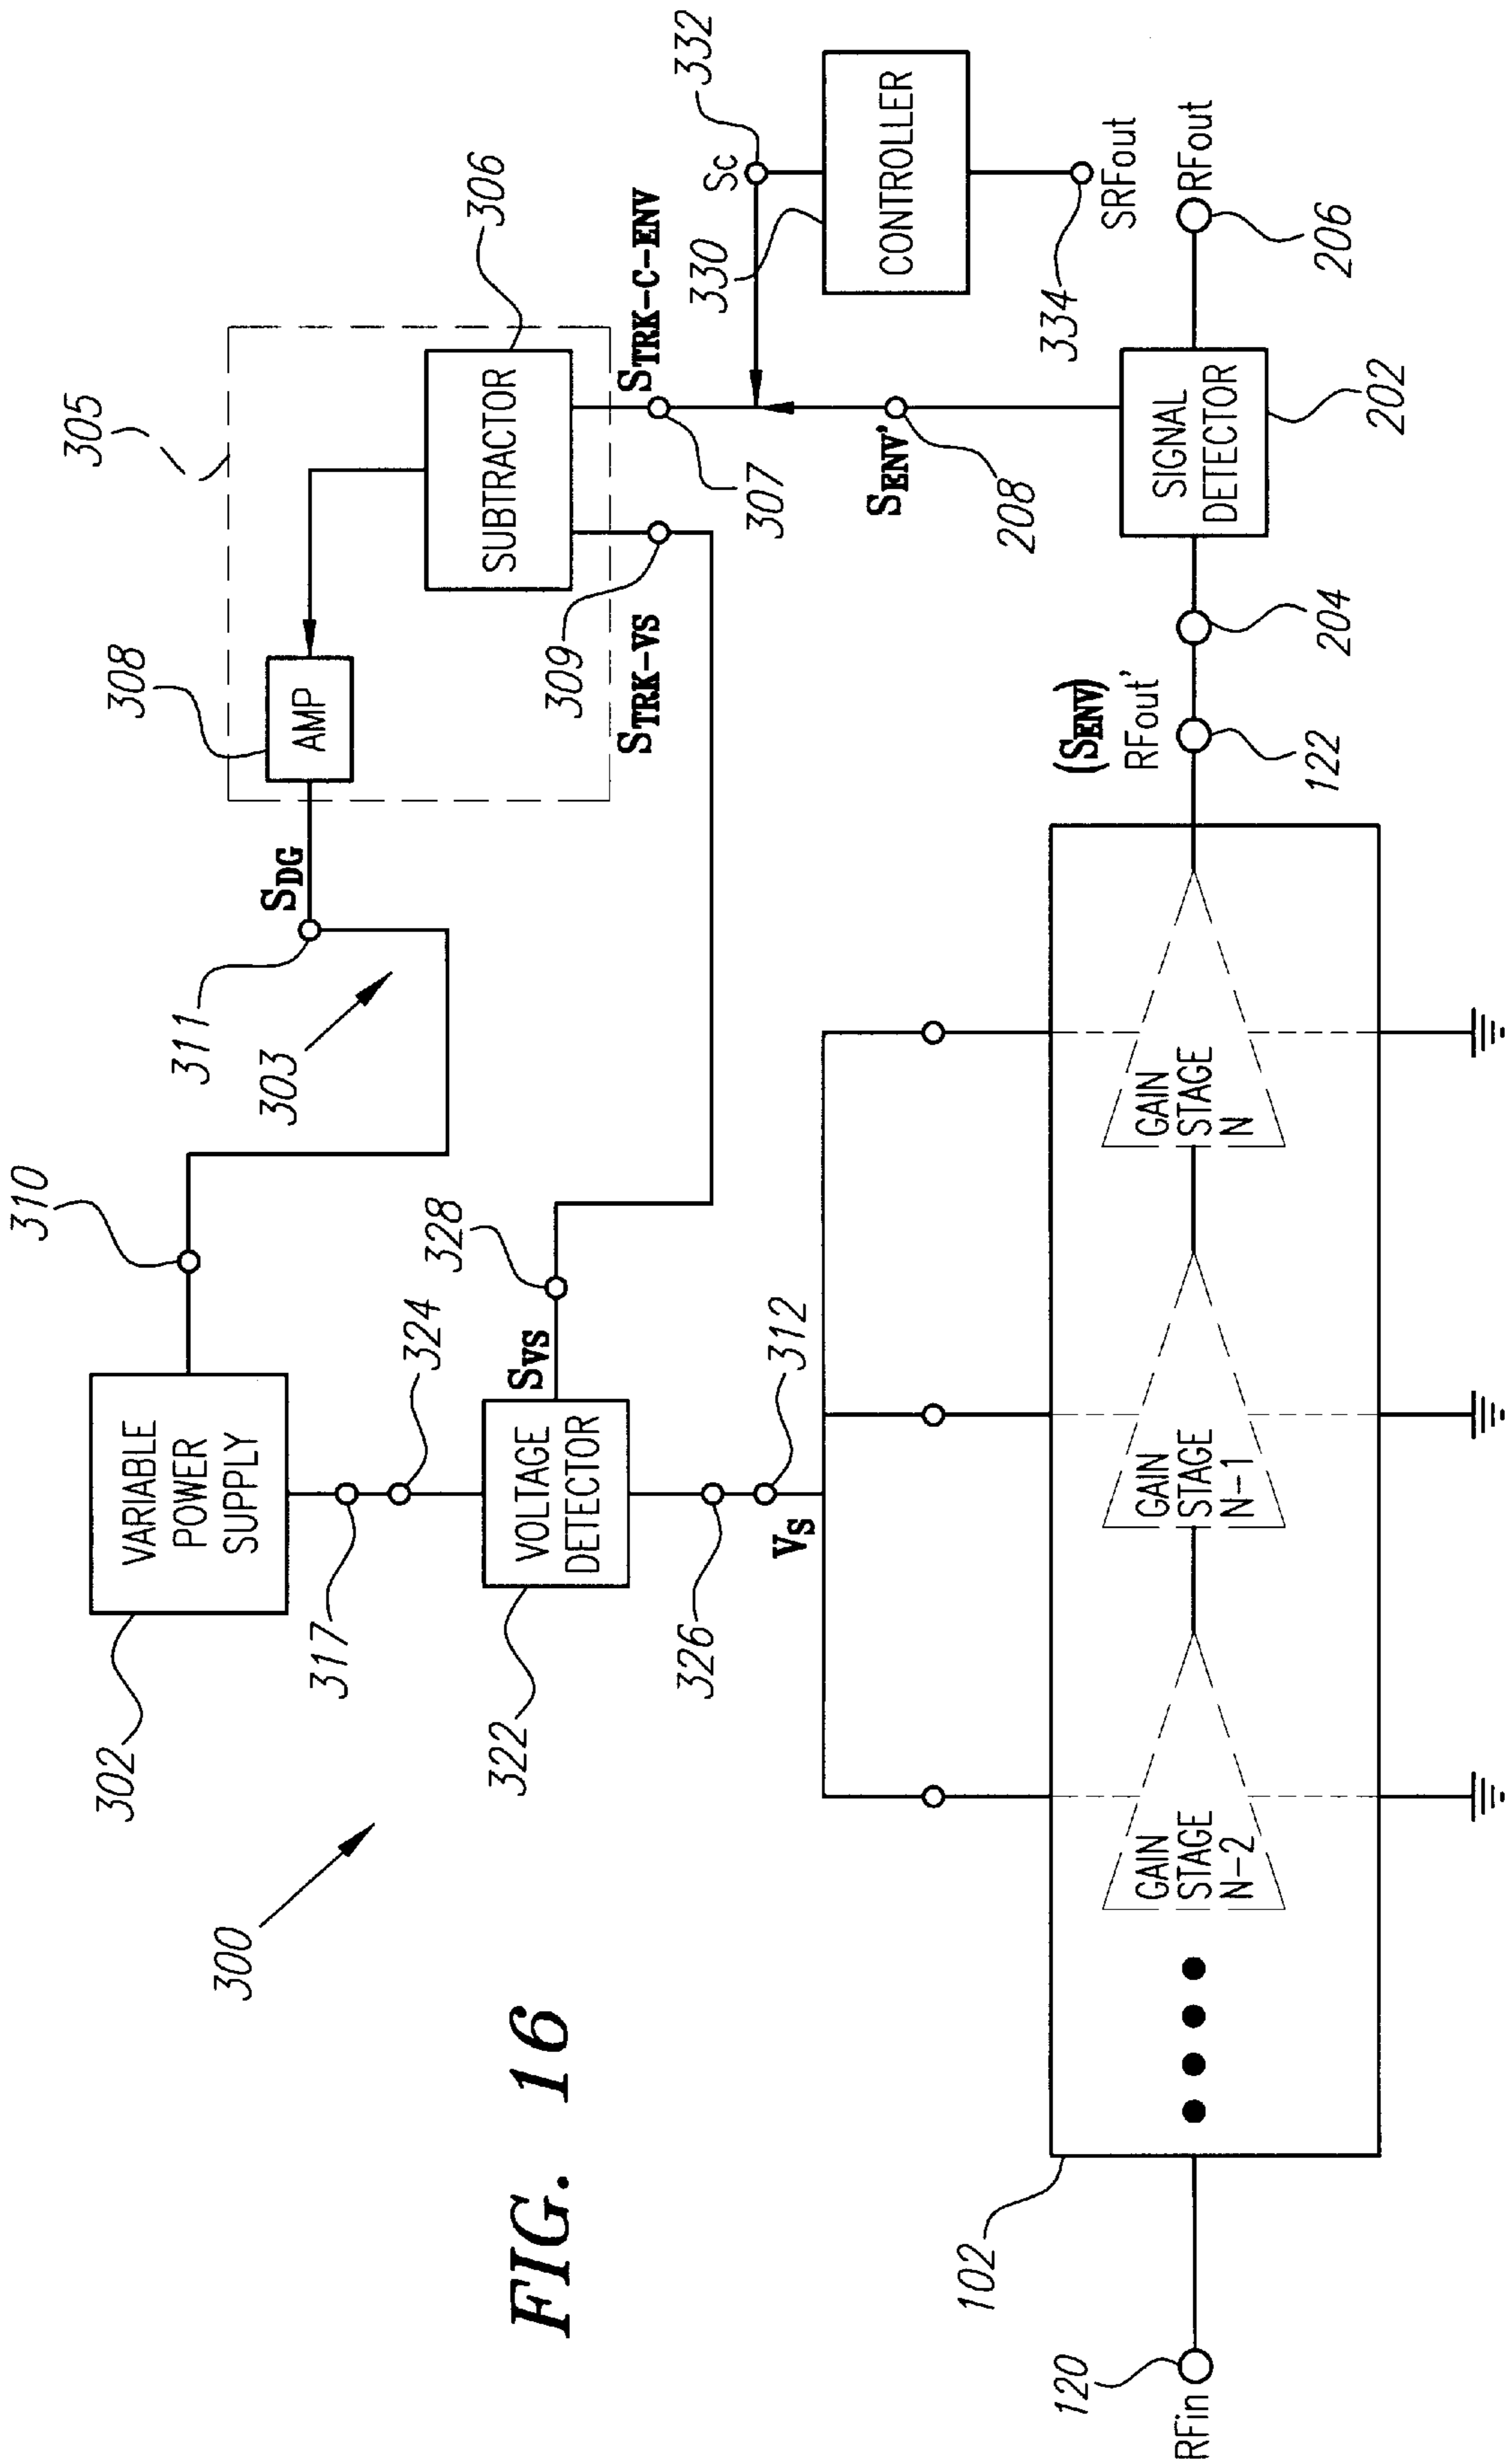 FIG. 16
300
302
VARIABLE
POWER
SUPPLY
310
317
324
322
VOLTAGE
DETECTOR
SVS
328
326
312
VS
311
303
SDG
305
308
AMP
SUBTRACTOR
306
309
STRK-VS
307
STRK-C-ENV
Sc
332
330
CONTROLLER
334
SRFout
SENV'
208
SIGNAL
DETECTOR
202
RFout
206
204
(SENV)
RFout'
122
GAIN
STAGE
N-2
GAIN
STAGE
N-1
GAIN
STAGE
N
102
120
RFin